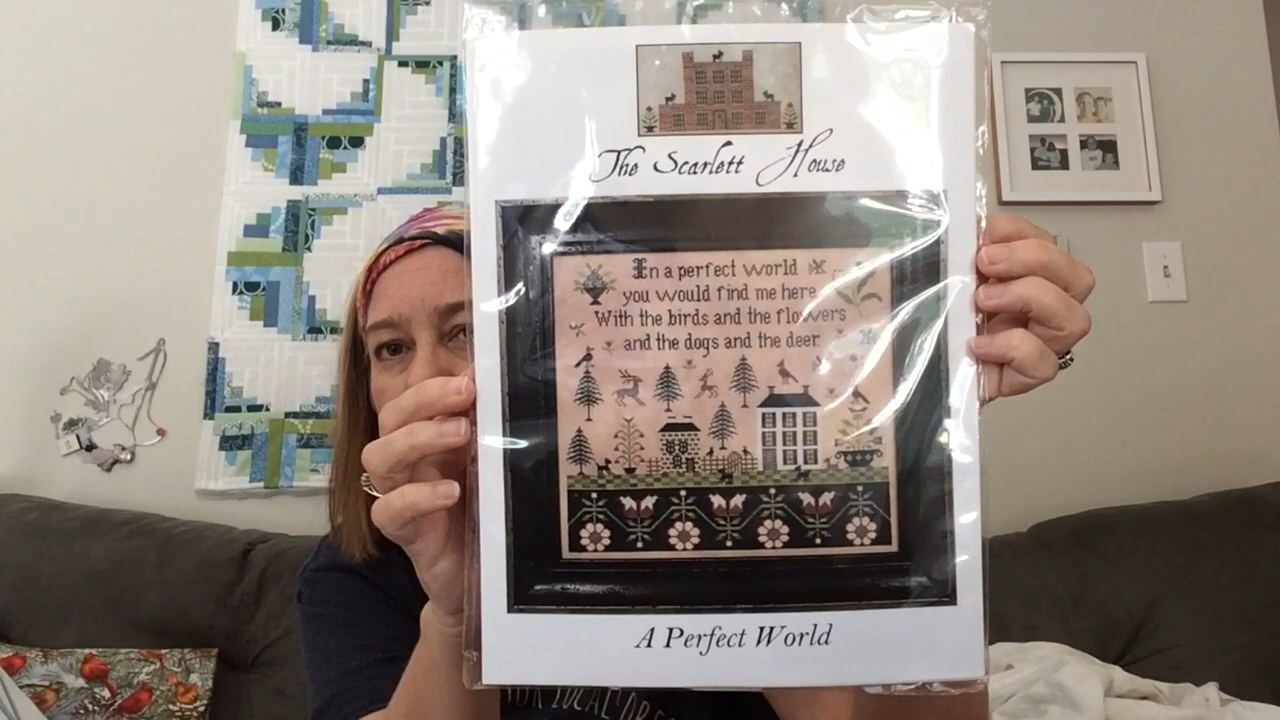 The Scarlett House
In a perfect world
you would find me here
With the birds and the flowers
and the dogs and the deer
A Perfect World